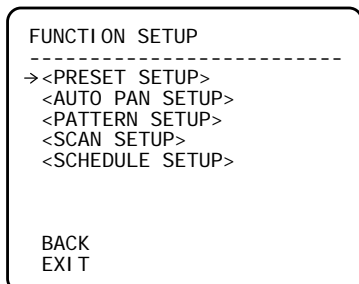 FUNCTION SETUP
--------------------------
→<PRESET SETUP>
<AUTO PAN SETUP>
<PATTERN SETUP>
<SCAN SETUP>
<SCHEDULE SETUP>
BACK
EXIT